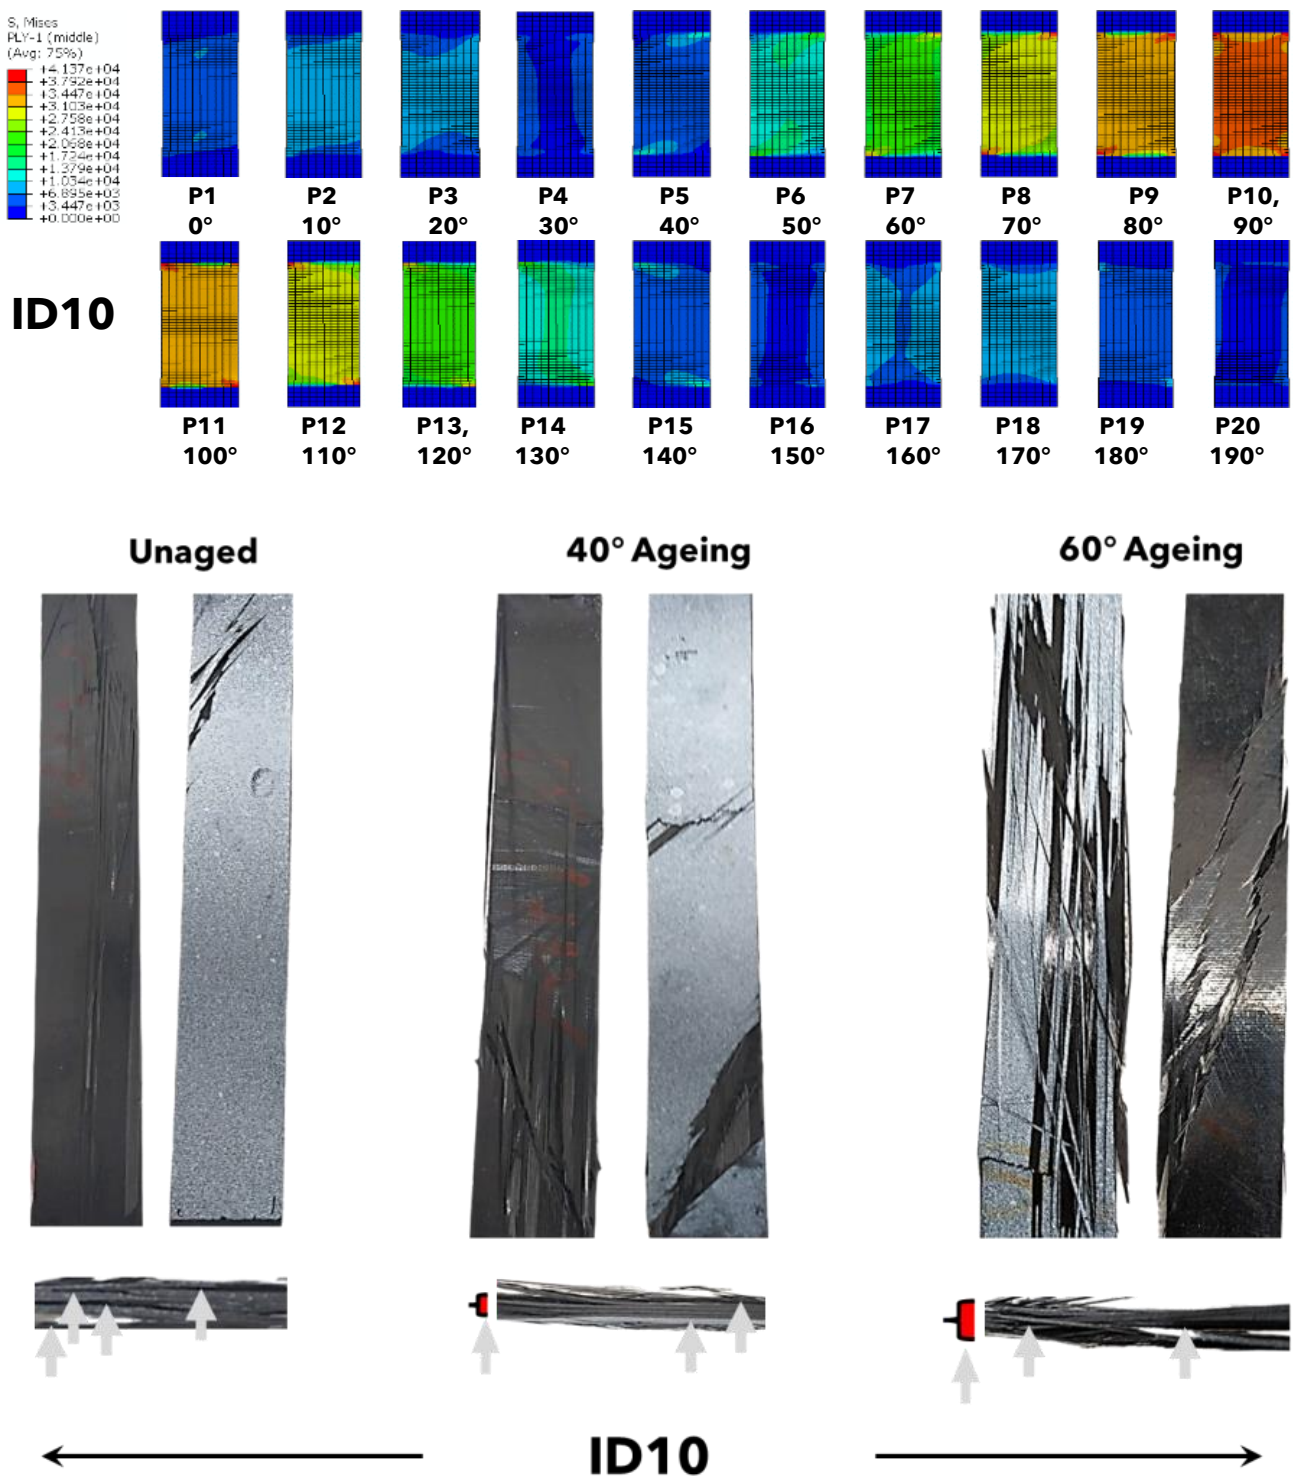 S, Mises
PLY-1 (middle)
(Avg: 75%)
+4.137e+04
+3.792e+04
+3.447e+04
+3.103e+04
+2.758e+04
+2.413e+04
+2.068e+04
+1.724e+04
+1.379e+04
+1.034e+04
+6.895e+03
+3.447e+03
+0.000e+00
P1 P2 P3 P4 P5 P6 P7 P8 P9 P10,
0° 10° 20° 30° 40° 50° 60° 70° 80° 90°
ID10
P11 P12 P13, P14 P15 P16 P17 P18 P19 P20
100° 110° 120° 130° 140° 150° 160° 170° 180° 190°
Unaged 40° Ageing 60° Ageing
ID10